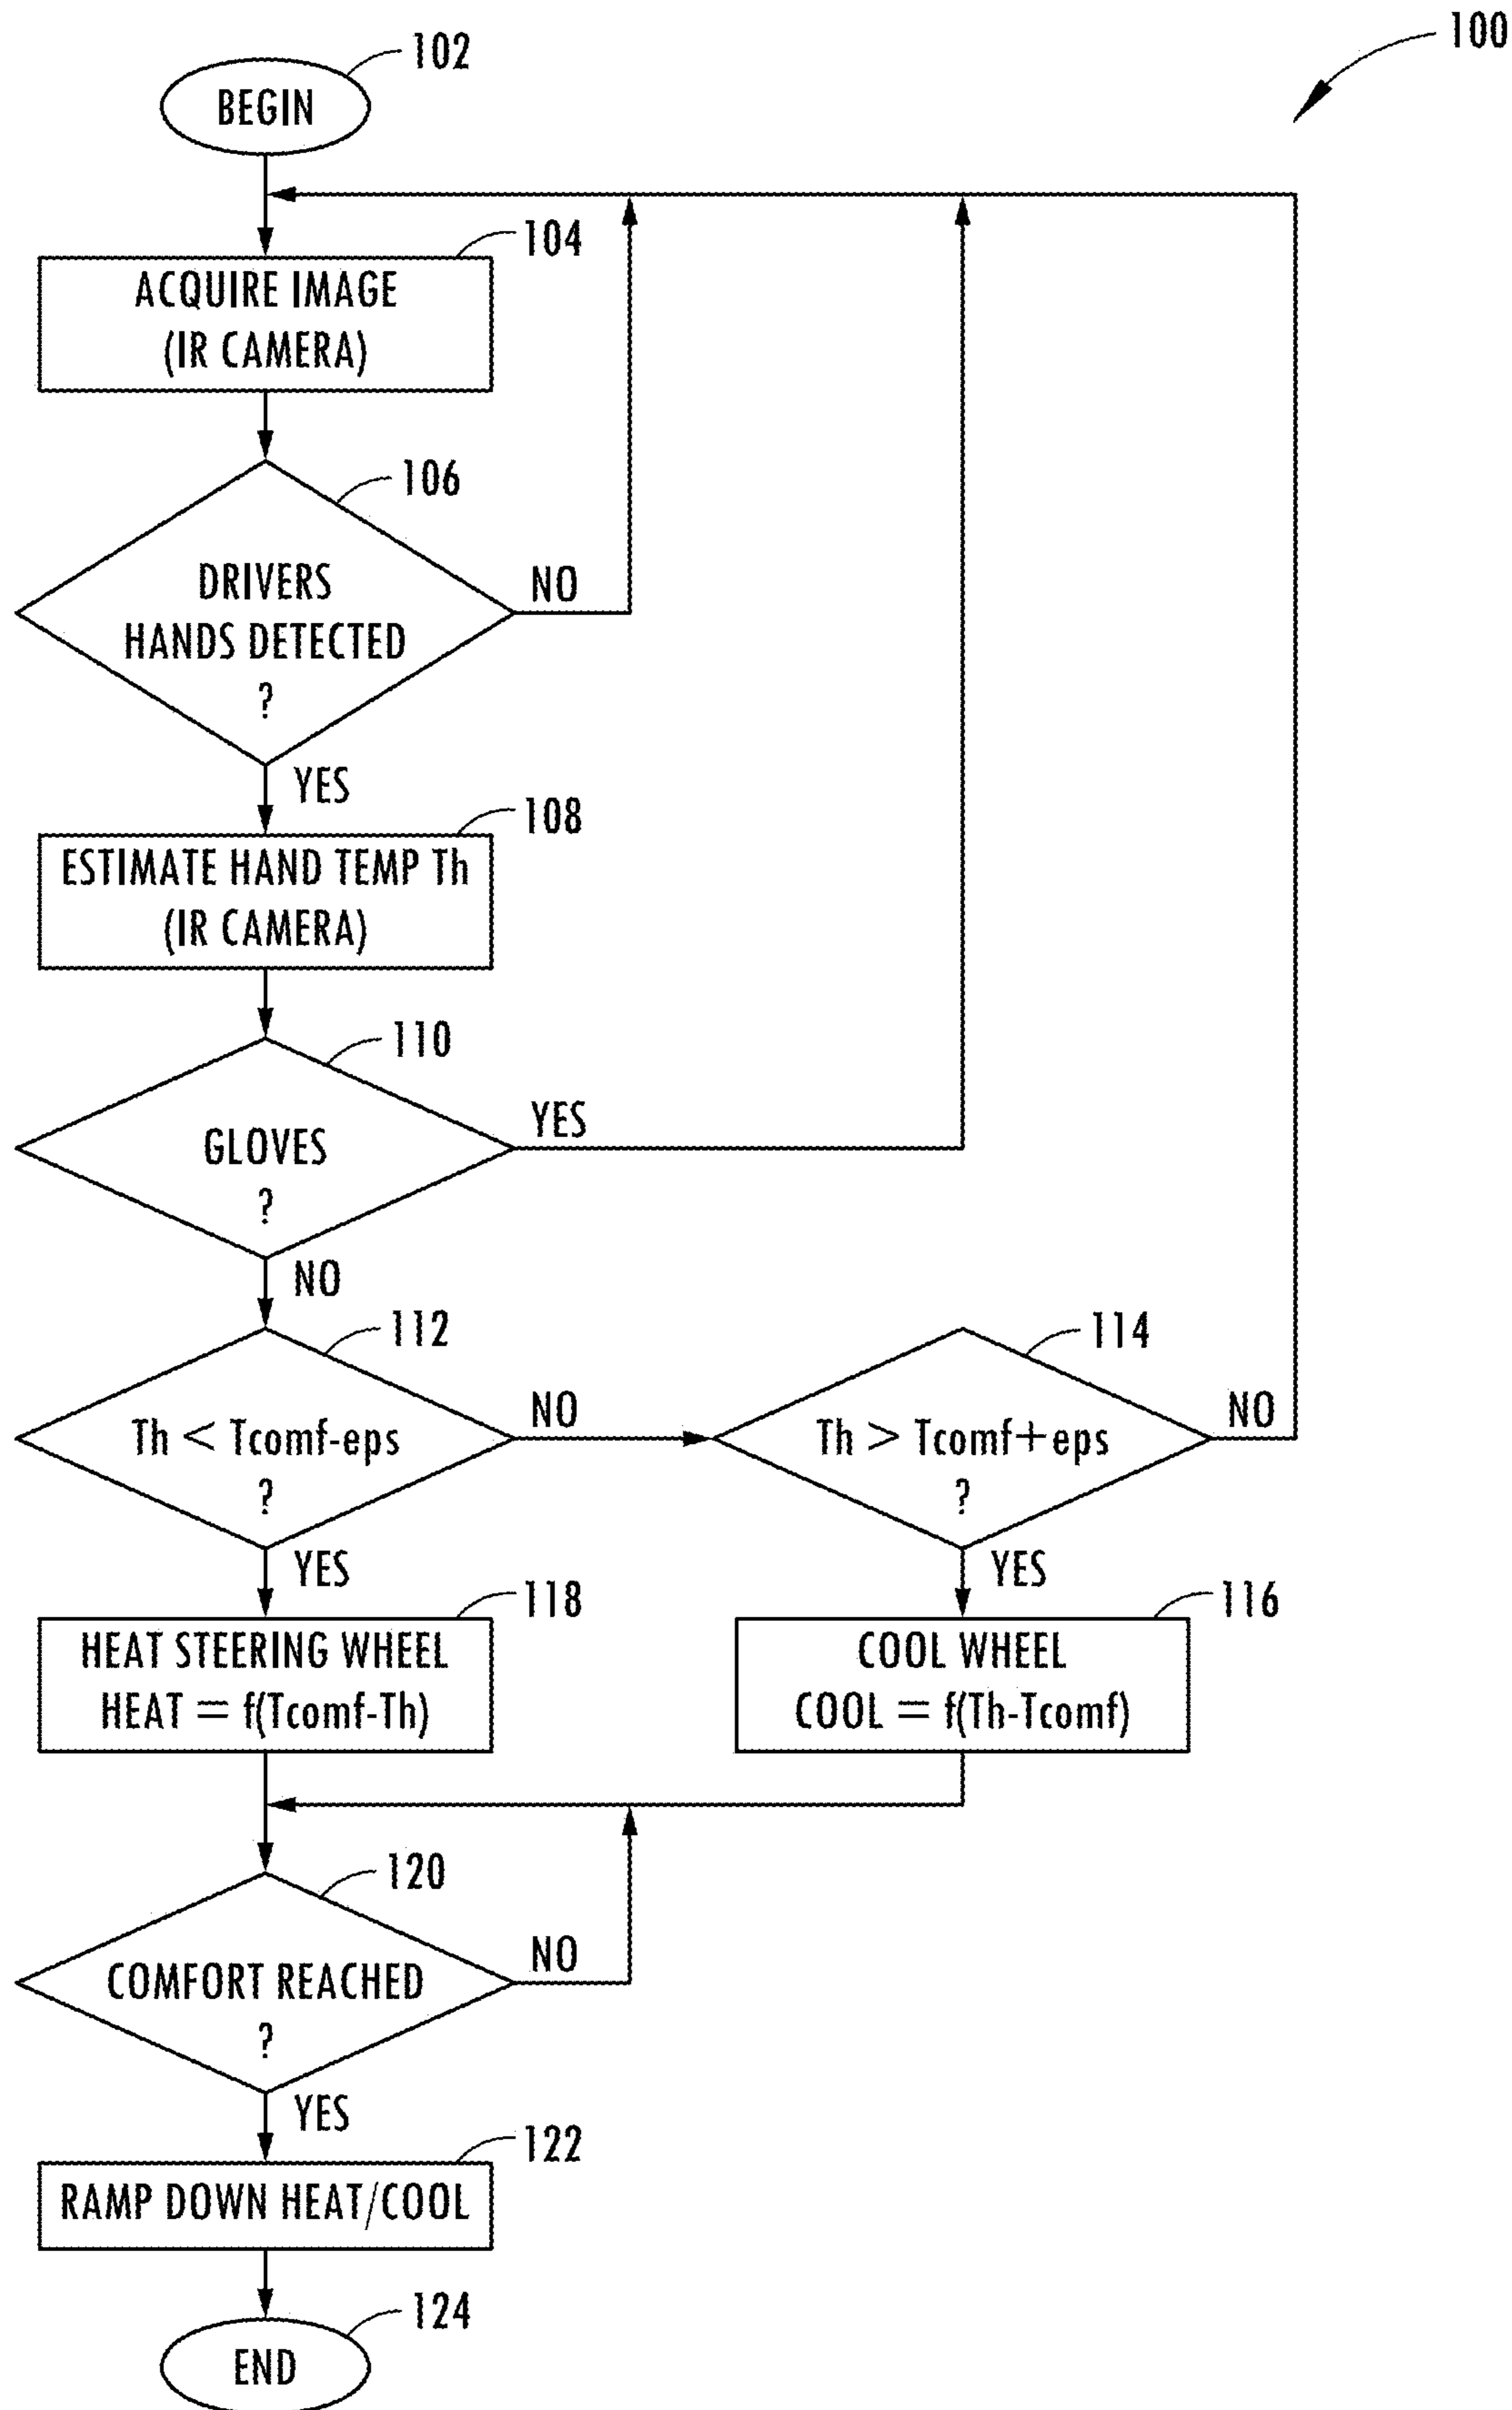 100
102
BEGIN
104
ACQUIRE IMAGE
(IR CAMERA)
106
DRIVERS
HANDS DETECTED
?
NO
YES
108
ESTIMATE HAND TEMP Th
(IR CAMERA)
110
GLOVES
?
YES
NO
112
Th < Tcomf-eps
?
NO
YES
114
Th > Tcomf+eps
?
NO
YES
118
HEAT STEERING WHEEL
HEAT = f(Tcomf-Th)
116
COOL WHEEL
COOL = f(Th-Tcomf)
120
COMFORT REACHED
?
NO
YES
122
RAMP DOWN HEAT/COOL
124
END